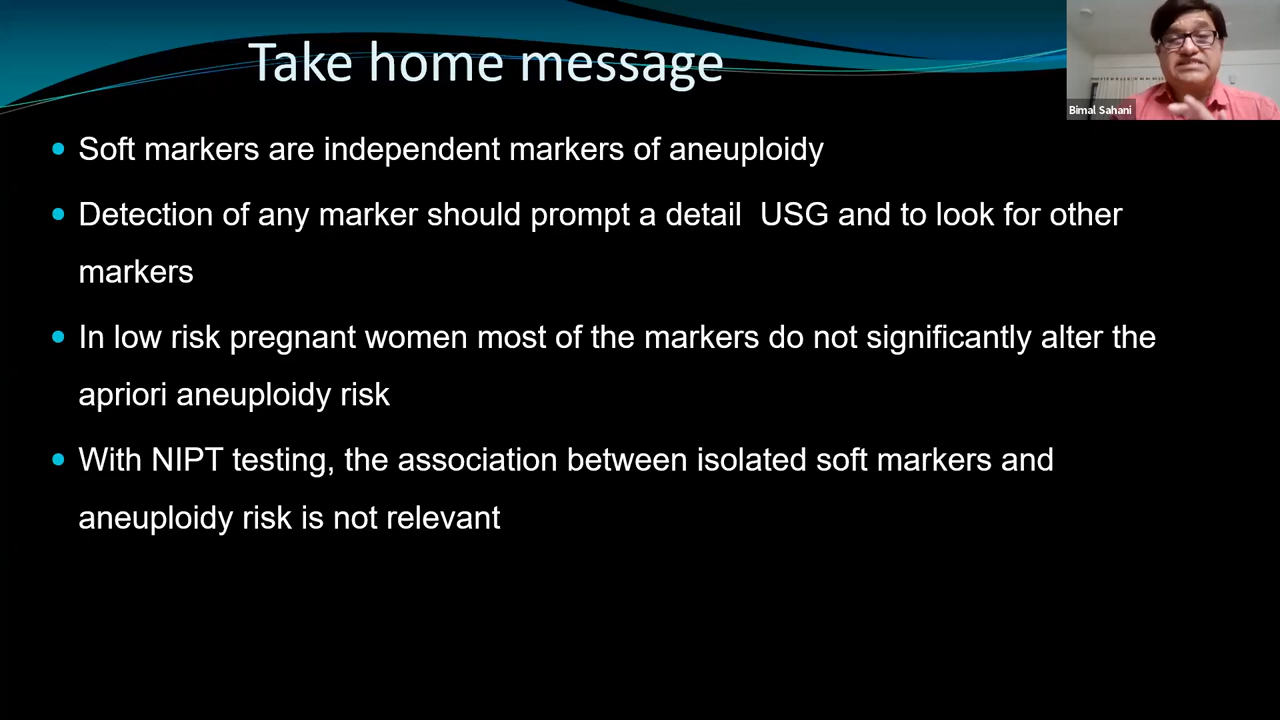 Take home message
Bimal Sahani
• Soft markers are independent markers of aneuploidy
• Detection of any marker should prompt a detail USG and to look for other
markers
• In low risk pregnant women most of the markers do not significantly alter the
apriori aneuploidy risk
• With NIPT testing, the association between isolated soft markers and
aneuploidy risk is not relevant